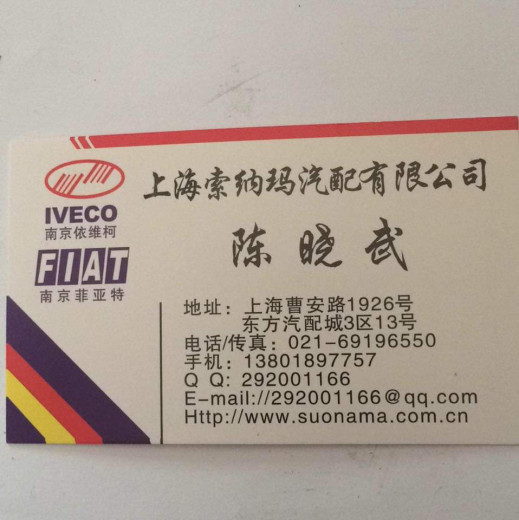 上海索纳玛汽配有限公司
IVECO
南京依维柯
陈晓武
FIAT
南京菲亚特
地址：上海曹安路1926号
东方汽配城3区13号
电话/传真：021-69196550
手机：13801897757
Q Q: 292001166
E-mail://292001166@qq.com
Http://www.suonama.com.cn